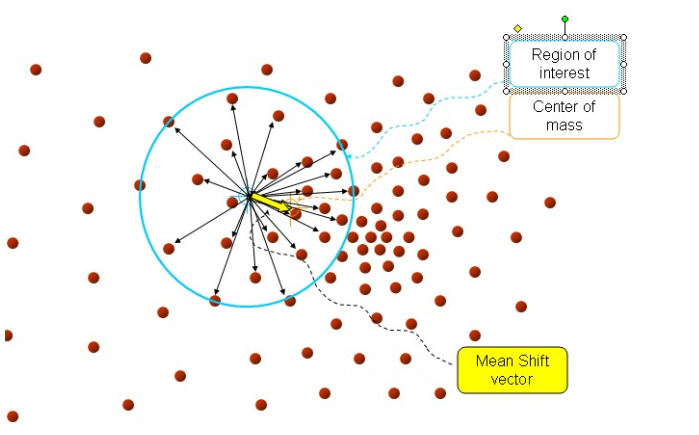 Region of
interest
Center of
mass
Mean Shift
vector